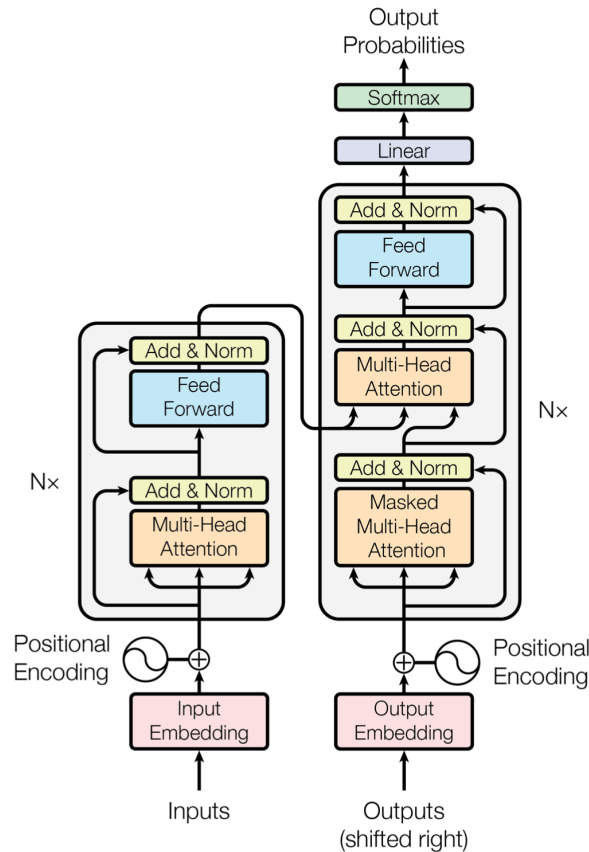 Output
Probabilities
Softmax
Linear
Add & Norm
Feed
Forward
Add & Norm
Multi-Head
Attention
Add & Norm
Masked
Multi-Head
Attention
N×
Add & Norm
Feed
Forward
Add & Norm
Multi-Head
Attention
N×
Positional
Encoding
Positional
Encoding
Input
Embedding
Output
Embedding
Inputs
Outputs
(shifted right)